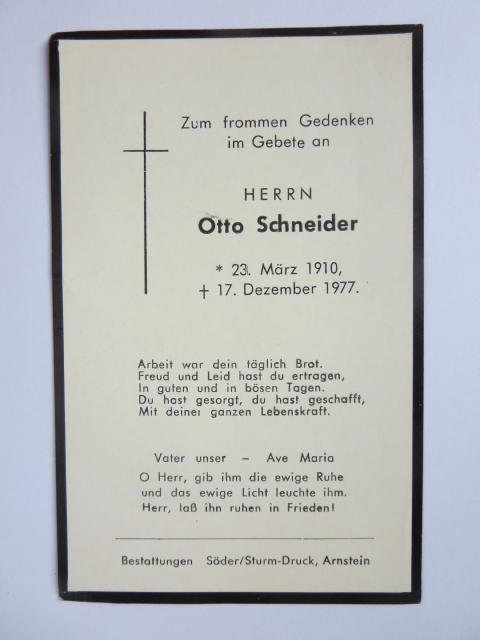 Zum frommen Gedenken
im Gebete an
HERRN
Otto Schneider
* 23. März 1910,
† 17. Dezember 1977.
Arbeit war dein täglich Brot.
Freud und Leid hast du ertragen,
In guten und in bösen Tagen.
Du hast gesorgt, du hast geschafft,
Mit deiner ganzen Lebenskraft.
Vater unser – Ave Maria
O Herr, gib ihm die ewige Ruhe
und das ewige Licht leuchte ihm.
Herr, laß ihn ruhen in Frieden!
Bestattungen Söder/Sturm-Druck, Arnstein